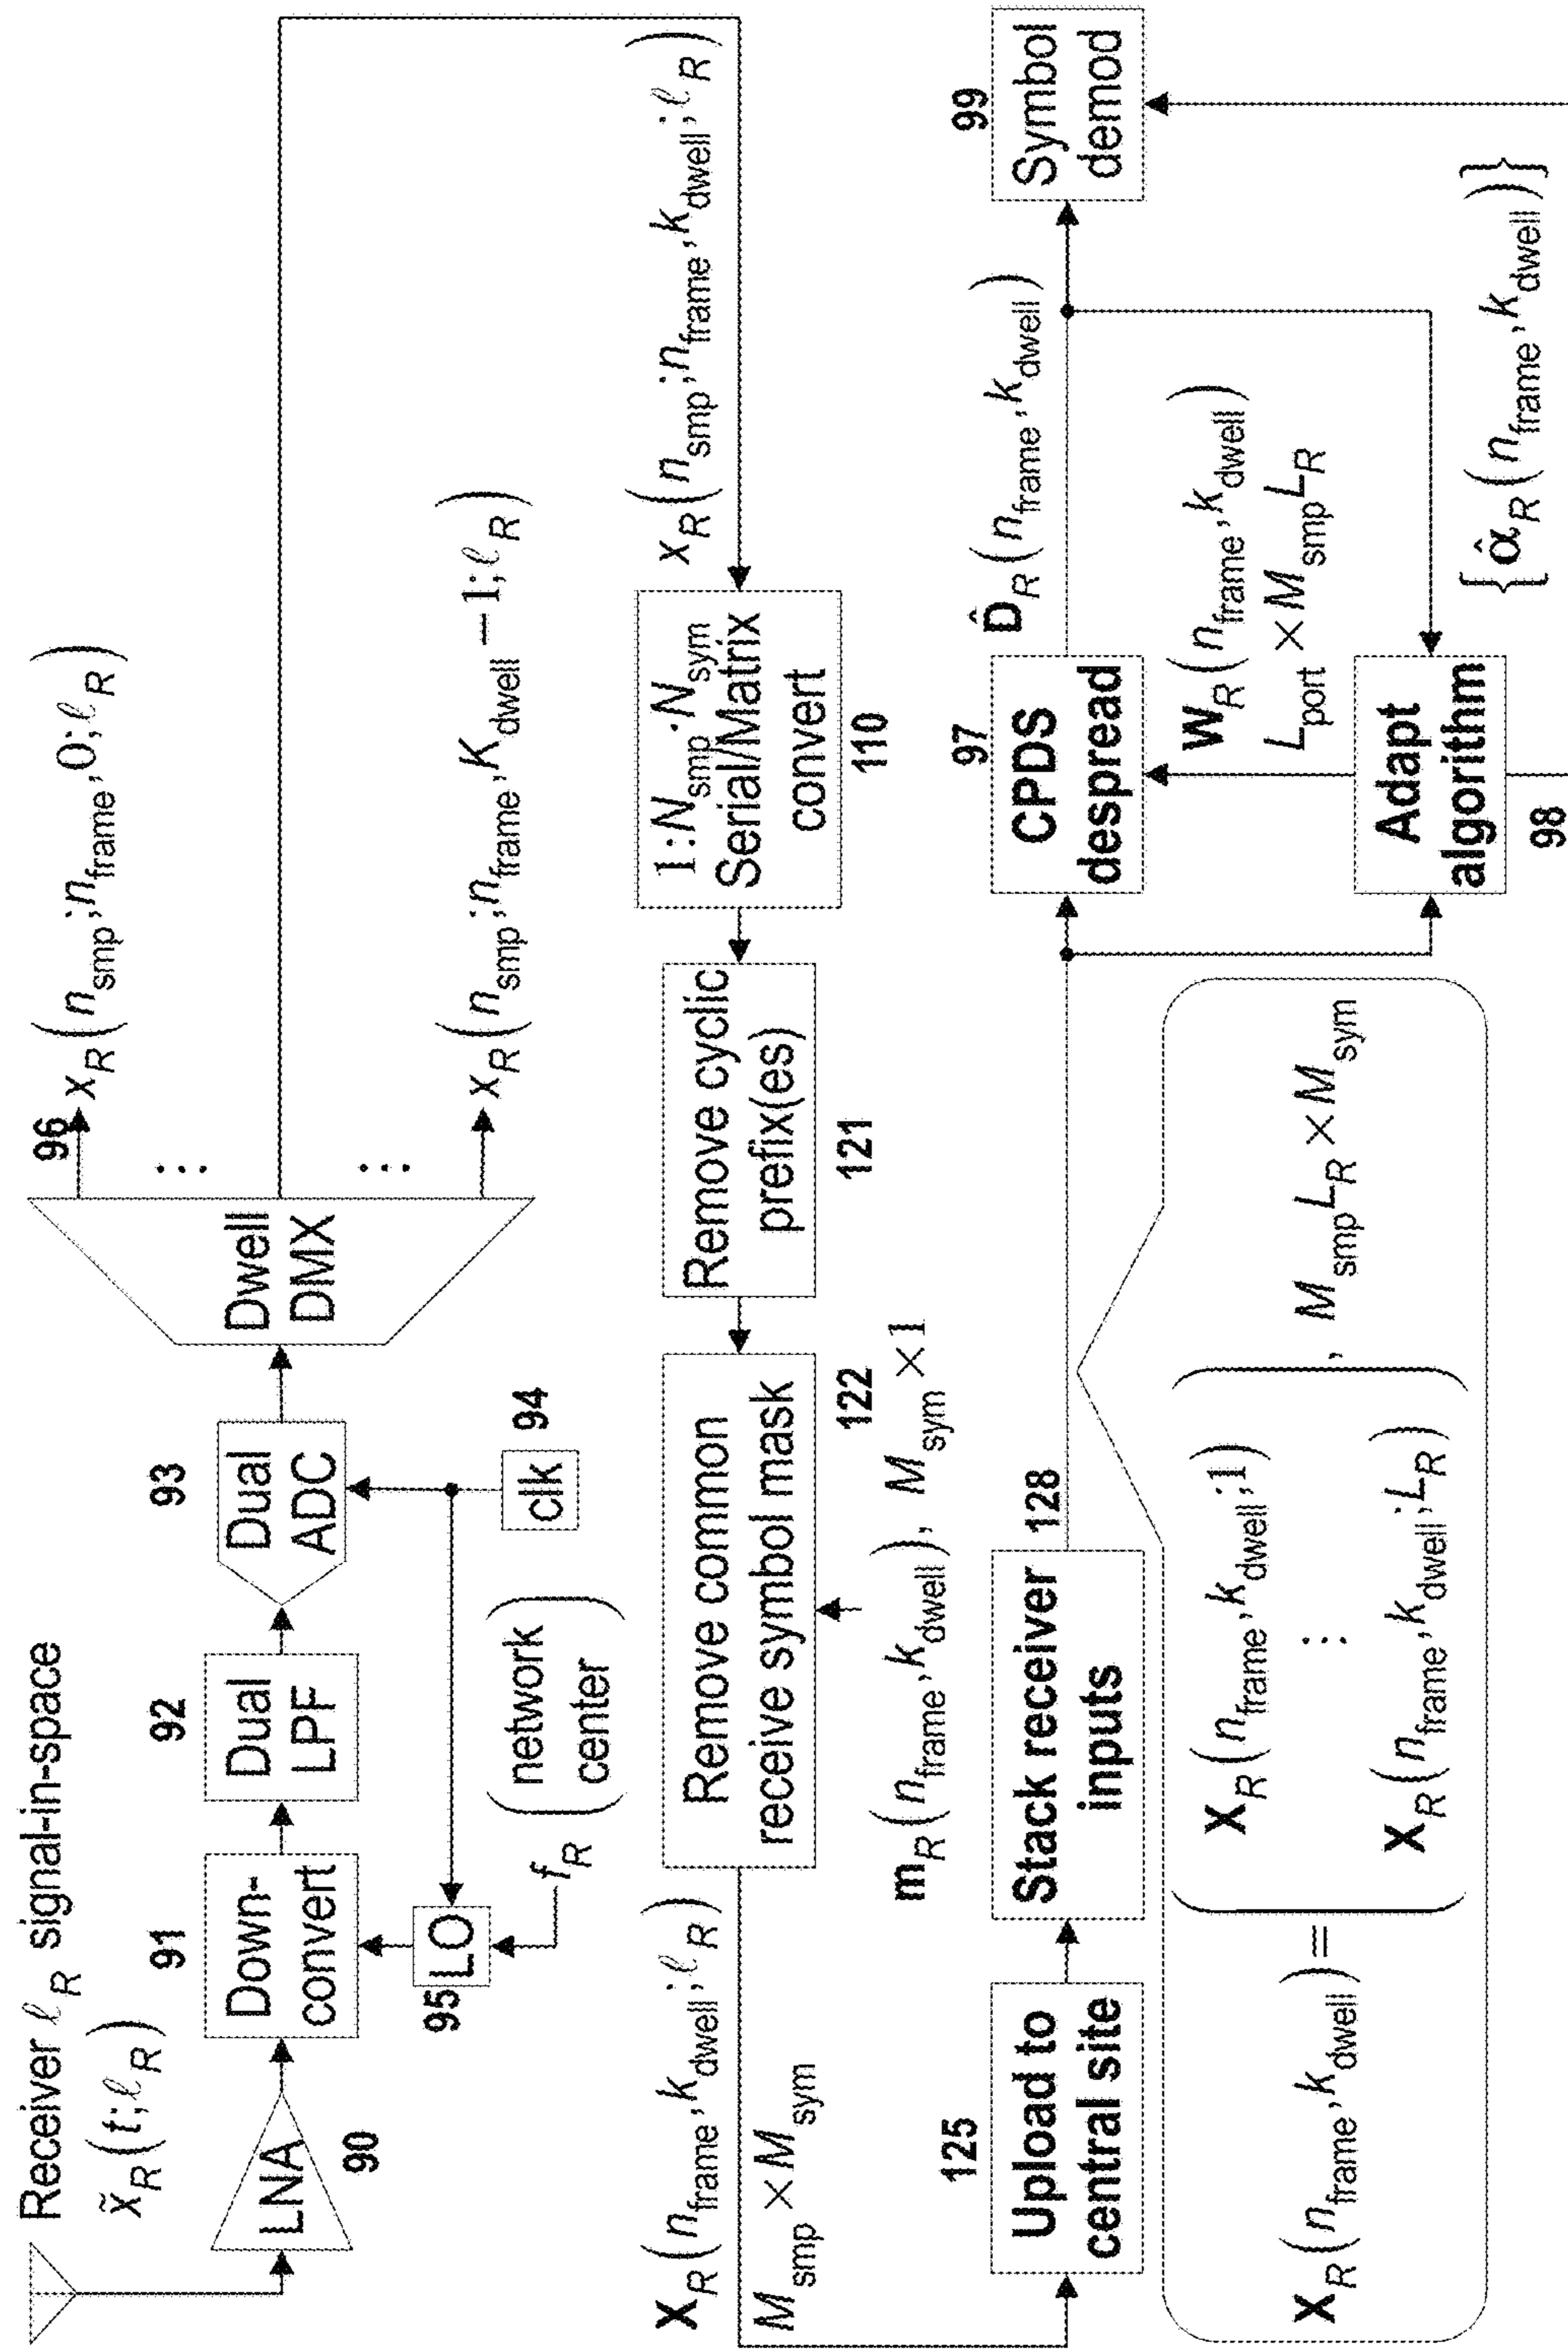 Receiver ℓ_R signal-in-space
x̃_R(t; ℓ_R)
LNA
90
91
Down-
convert
92
Dual
LPF
93
Dual
ADC
94
clk
95
LO
f_R (network
center)
Dwell
DMX
96
x_R(n_smp; n_frame, 0; ℓ_R)
⋮
⋮
x_R(n_smp; n_frame, K_dwell −1; ℓ_R)
x_R(n_smp; n_frame, k_dwell; ℓ_R)
1:N_smp·N_sym
Serial/Matrix
convert
110
Remove cyclic
prefix(es)
121
Remove common
receive symbol mask
122
m_R(n_frame, k_dwell), M_sym ×1
X_R(n_frame, k_dwell; ℓ_R)
M_smp × M_sym
125
Upload to
central site
Stack receiver
inputs
128
X_R(n_frame, k_dwell) =
X_R(n_frame, k_dwell; 1)
⋮
X_R(n_frame, k_dwell; L_R)
, M_smp L_R × M_sym
97
CPDS
despread
D̂_R(n_frame, k_dwell)
W_R(n_frame, k_dwell)
L_port × M_smp L_R
Adapt
algorithm
98
{α̂_R(n_frame, k_dwell)}
99
Symbol
demod